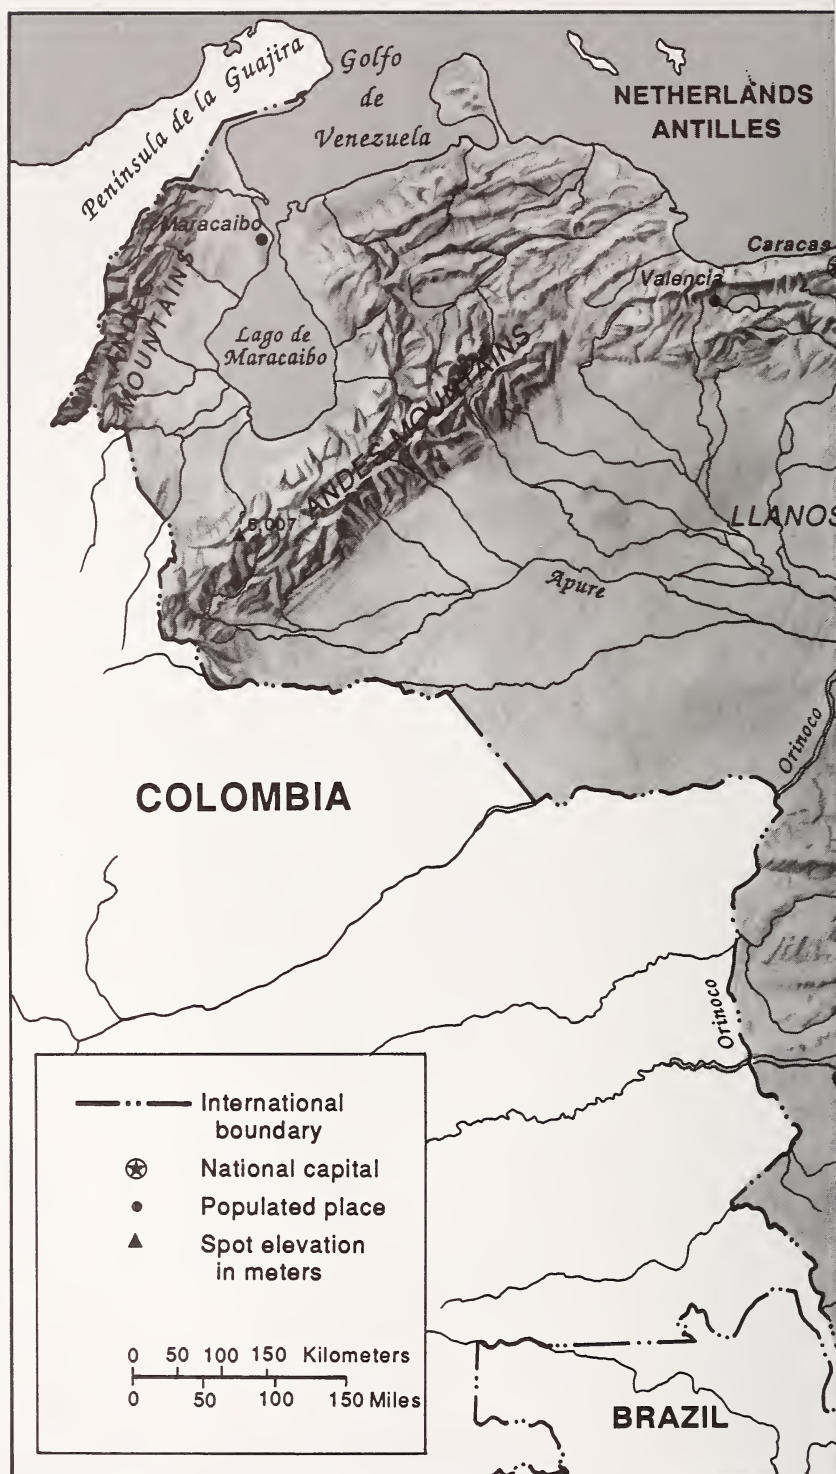 Península de la Guajira
Golfo
de
Venezuela
NETHERLANDS
ANTILLES
Maracaibo
Caracas
Valencia
ANDES
MOUNTAINS
Lago de
Maracaibo
ANDES MOUNTAINS
5,007
LLANOS
Apure
Orinoco
COLOMBIA
Orinoco
International
boundary
National capital
Populated place
Spot elevation
in meters
0 50 100 150 Kilometers
0 50 100 150 Miles
BRAZIL